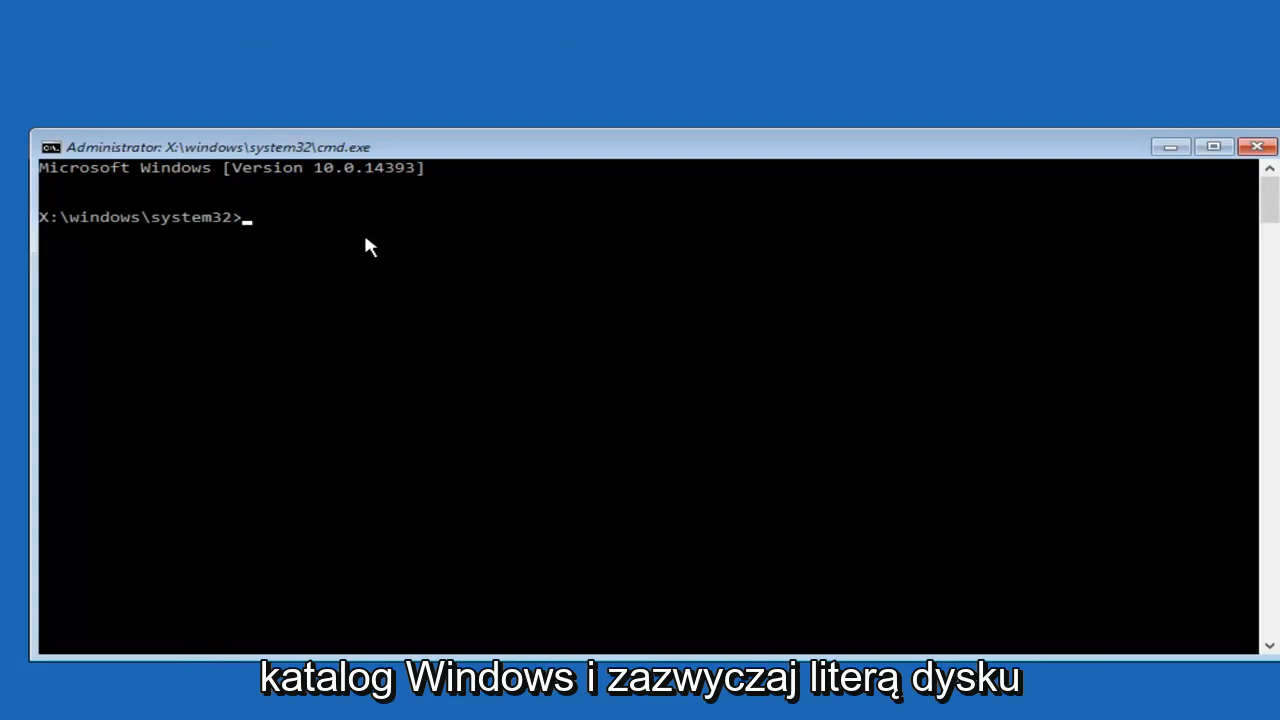 Administrator: X:\windows\system32\cmd.exe
Microsoft Windows [Version 10.0.14393]
X:\windows\system32>
katalog Windows i zazwyczaj literą dysku